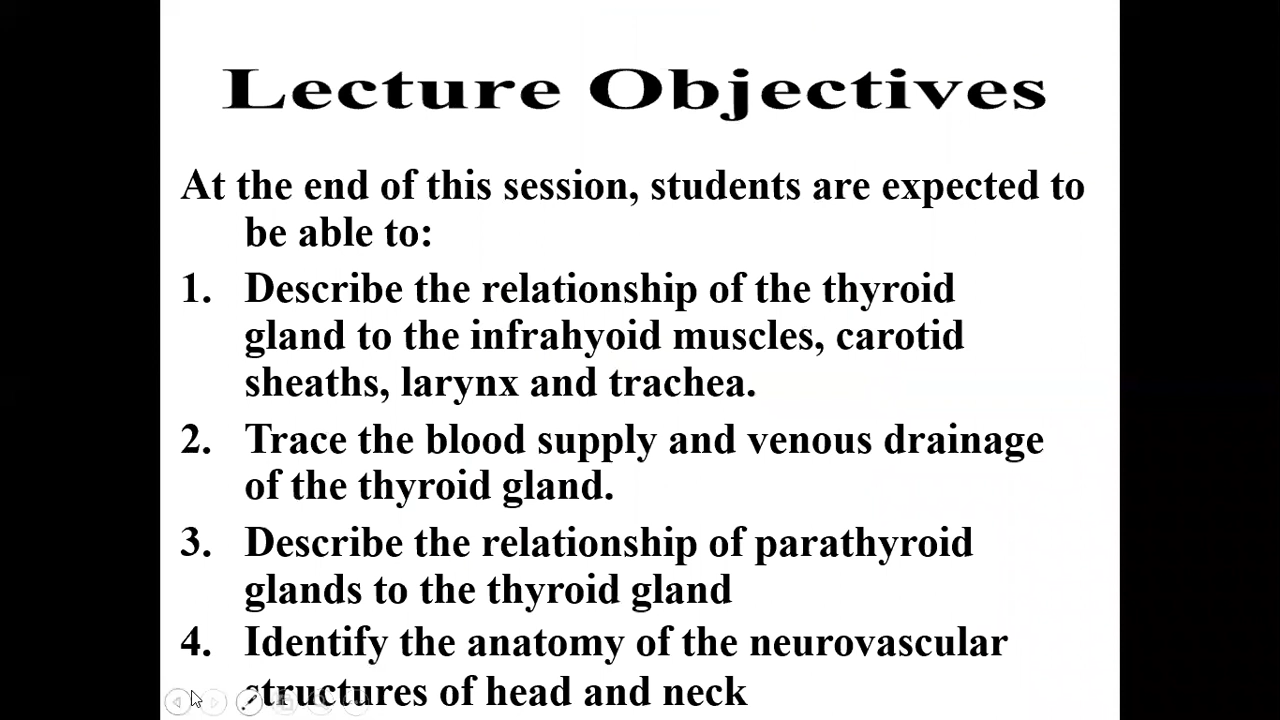 Lecture Objectives
At the end of this session, students are expected to
be able to:
1. Describe the relationship of the thyroid
gland to the infrahyoid muscles, carotid
sheaths, larynx and trachea.
2. Trace the blood supply and venous drainage
of the thyroid gland.
3. Describe the relationship of parathyroid
glands to the thyroid gland
4. Identify the anatomy of the neurovascular
structures of head and neck